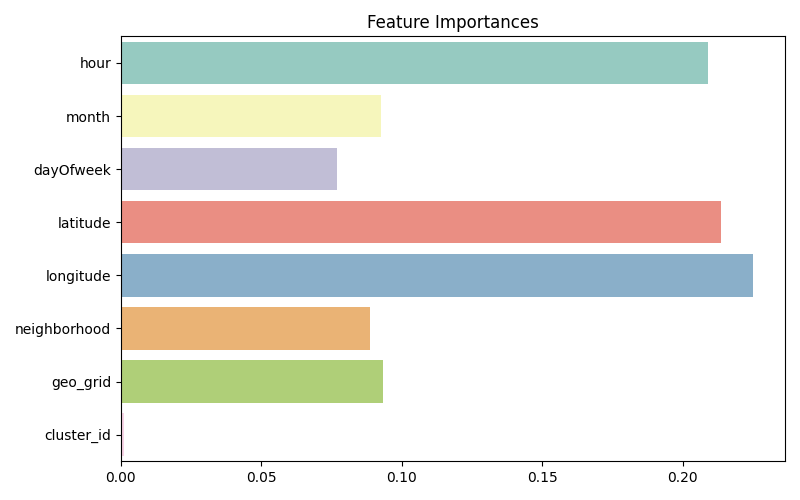 Feature Importances
hour
month
dayOfweek
latitude
longitude
neighborhood
geo_grid
cluster_id
0.00 0.05 0.10 0.15 0.20